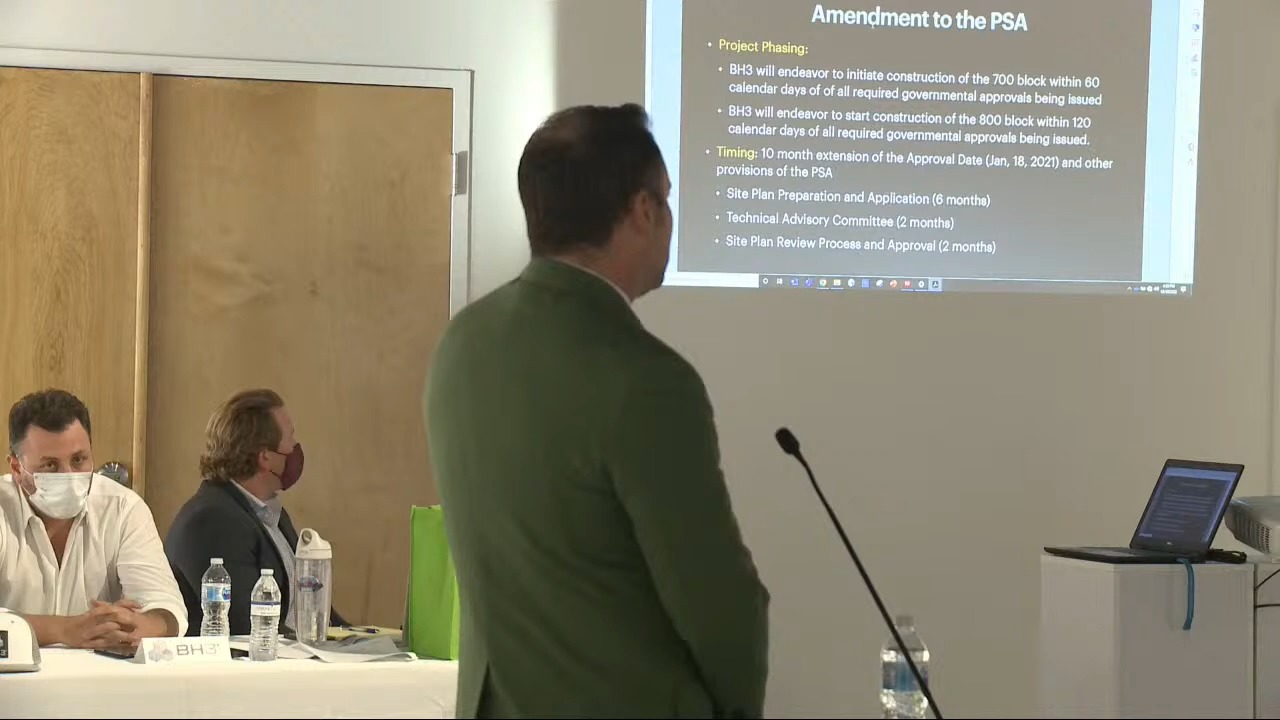 Amendment to the PSA
• Project Phasing:
• BH3 will endeavor to initiate construction of the 700 block within 60
calendar days of of all required governmental approvals being issued
• BH3 will endeavor to start construction of the 800 block within 120
calendar days of all required governmental approvals being issued.
• Timing: 10 month extension of the Approval Date (Jan, 18, 2021) and other
provisions of the PSA
• Site Plan Preparation and Application (6 months)
• Technical Advisory Committee (2 months)
• Site Plan Review Process and Approval (2 months)
BH3